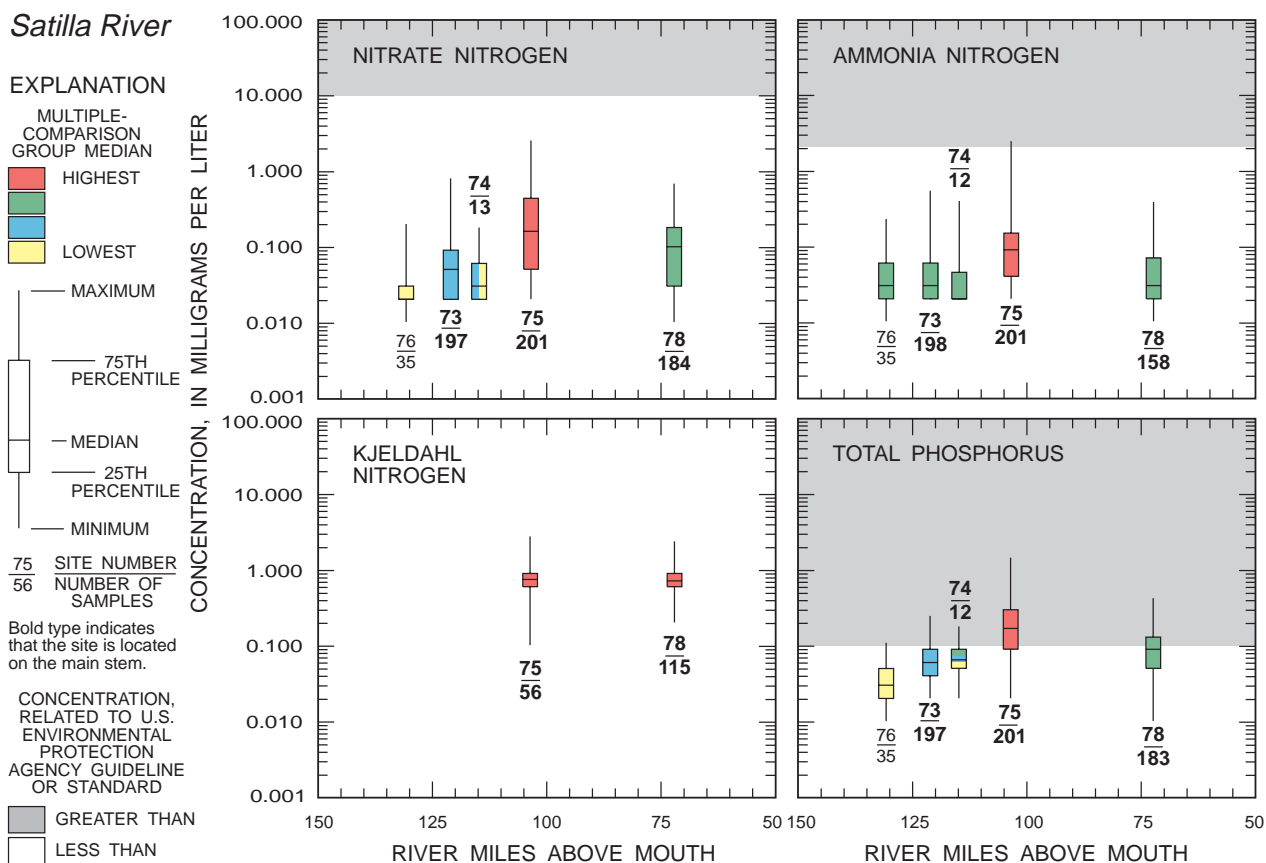 Satilla River
EXPLANATION
MULTIPLE-
COMPARISON
GROUP MEDIAN
HIGHEST
LOWEST
MAXIMUM
75TH
PERCENTILE
MEDIAN
25TH
PERCENTILE
MINIMUM
75 SITE NUMBER
56 NUMBER OF
SAMPLES
Bold type indicates
that the site is located
on the main stem.
CONCENTRATION,
RELATED TO U.S.
ENVIRONMENTAL
PROTECTION
AGENCY GUIDELINE
OR STANDARD
GREATER THAN
LESS THAN
CONCENTRATION, IN MILLIGRAMS PER LITER
100.000
10.000
1.000
0.100
0.010
0.001
NITRATE NITROGEN
76
35
73
197
74
13
75
201
78
184
AMMONIA NITROGEN
76
35
73
198
74
12
75
201
78
158
100.000
10.000
1.000
0.100
0.010
0.001
KJELDAHL
NITROGEN
75
56
78
115
TOTAL PHOSPHORUS
76
35
73
197
74
12
75
201
78
183
150 125 100 75 50
150 125 100 75 50
RIVER MILES ABOVE MOUTH
RIVER MILES ABOVE MOUTH